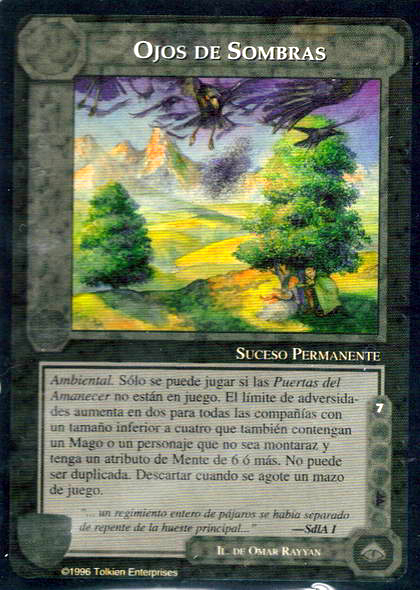 Ojos de Sombras
Suceso Permanente
Ambiental. Sólo se puede jugar si las Puertas del
Amanecer no están en juego. El límite de adversida-
des aumenta en dos para todas las compañías con
un tamaño inferior a cuatro que también contengan
un Mago o un personaje que no sea montaraz y
tenga un atributo de Mente de 6 ó más. No puede
ser duplicada. Descartar cuando se agote un mazo
de juego.
7
"... un regimiento entero de pájaros se había separado
de repente de la hueste principal..." —SdlA I
Il. de Omar Rayyan
©1996 Tolkien Enterprises